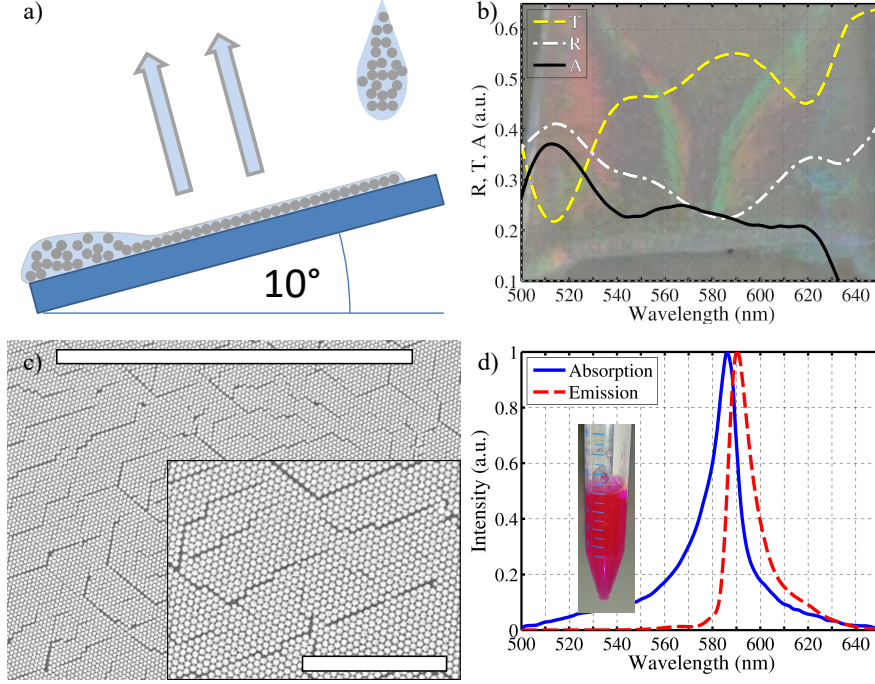 a)
10°
b)
T
R
A
R, T, A (a.u.)
0.6
0.5
0.4
0.3
0.2
0.1
500 520 540 560 580 600 620 640
Wavelength (nm)
c)
d)
Absorption
Emission
Intensity (a.u.)
1
0.8
0.6
0.4
0.2
0
500 520 540 560 580 600 620 640
Wavelength (nm)